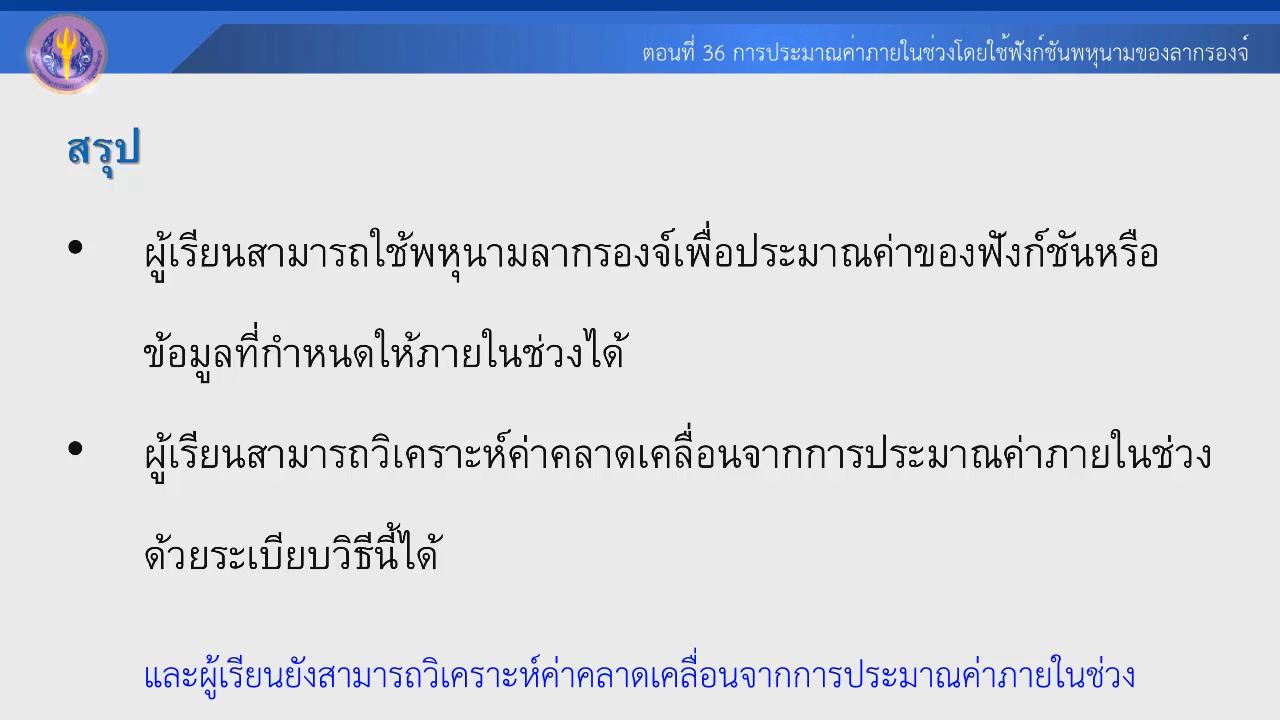 ตอนที่ 36 การประมาณค่าภายในช่วงโดยใช้ฟังก์ชันพหุนามของลากรองจ์
สรุป
• ผู้เรียนสามารถใช้พหุนามลากรองจ์เพื่อประมาณค่าของฟังก์ชันหรือ
ข้อมูลที่กำหนดให้ภายในช่วงได้
• ผู้เรียนสามารถวิเคราะห์ค่าคลาดเคลื่อนจากการประมาณค่าภายในช่วง
ด้วยระเบียบวิธีนี้ได้
และผู้เรียนยังสามารถวิเคราะห์ค่าคลาดเคลื่อนจากการประมาณค่าภายในช่วง